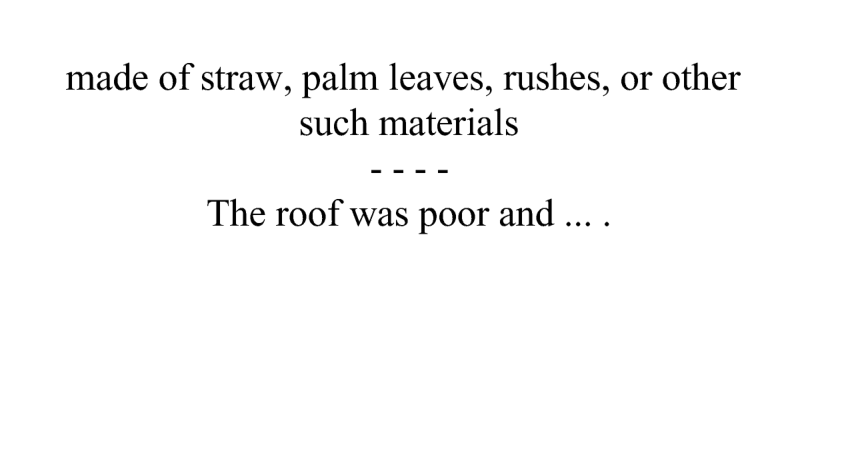 made of straw, palm leaves, rushes, or other
such materials
- - - -
The roof was poor and ... .